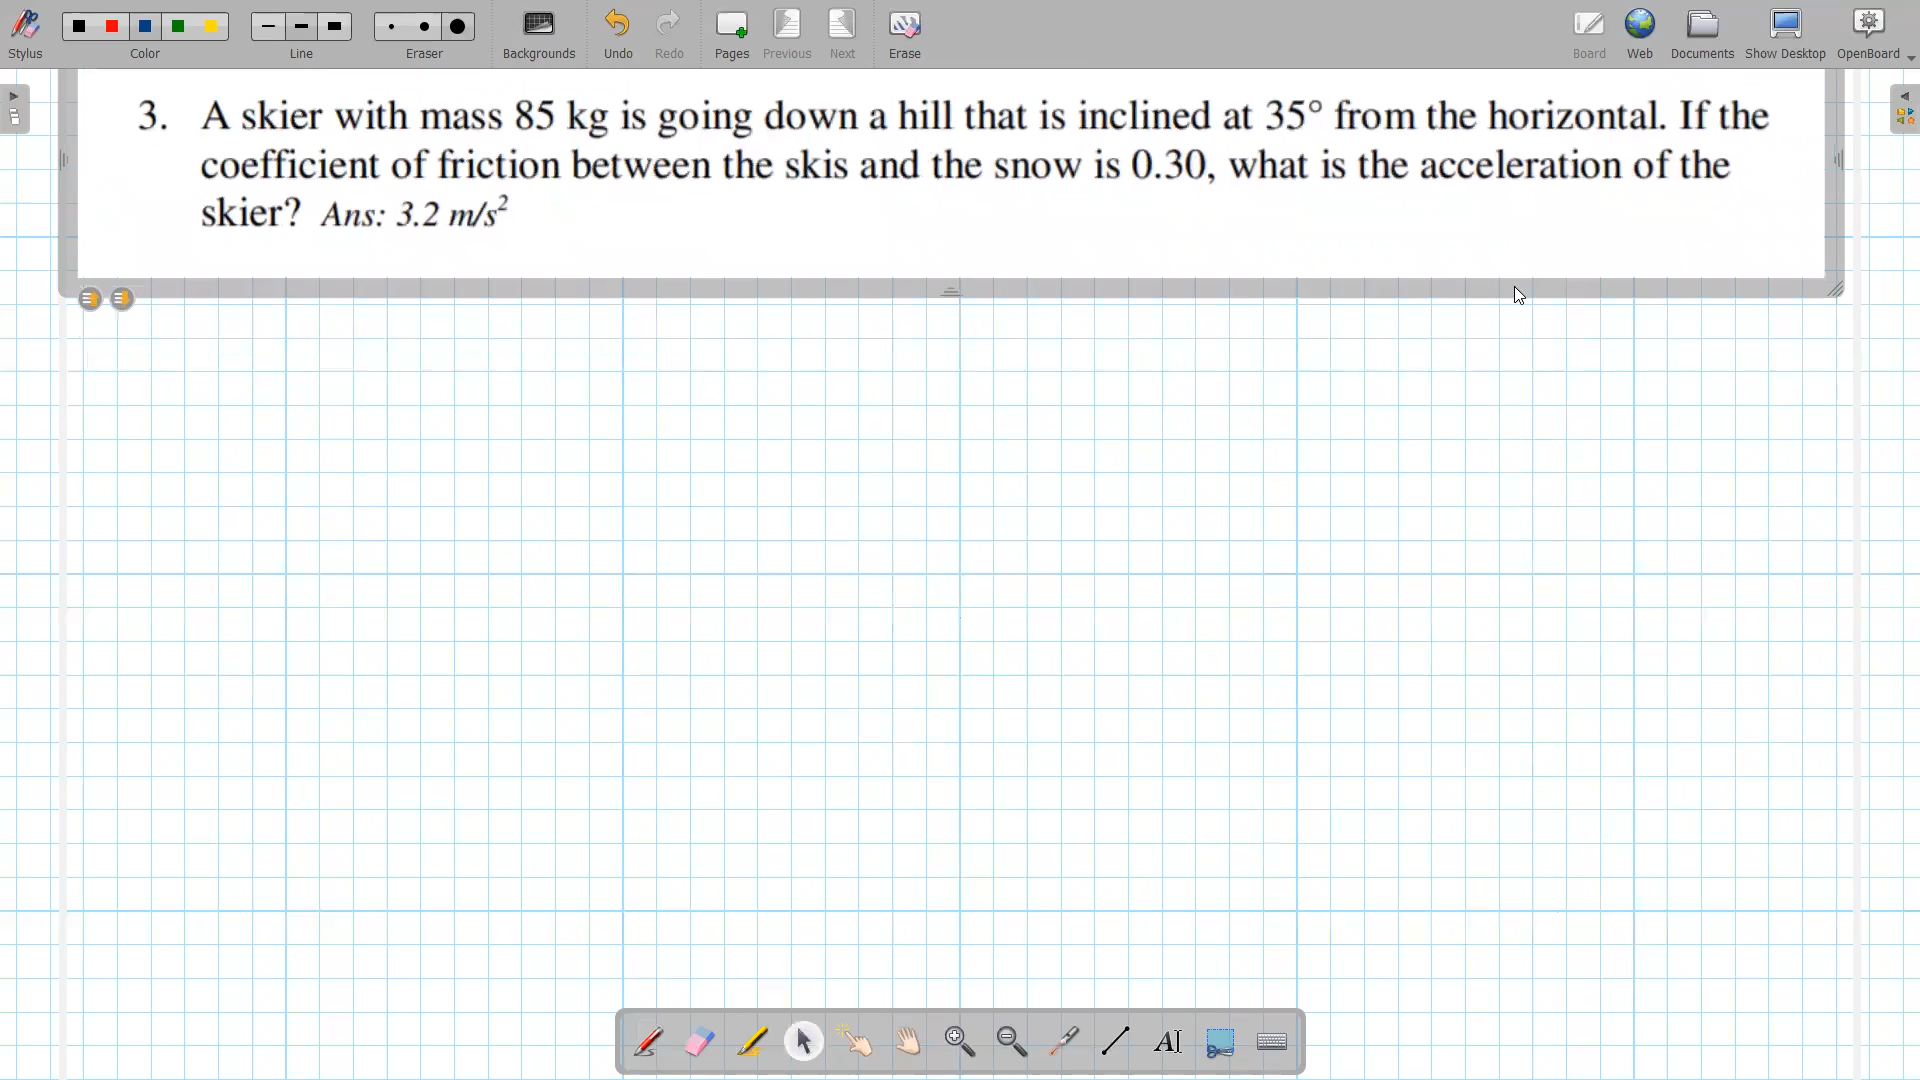 Stylus Color Line Eraser Backgrounds Undo Redo Pages Previous Next Erase Board Web Documents Show Desktop OpenBoard
3. A skier with mass 85 kg is going down a hill that is inclined at 35° from the horizontal. If the
coefficient of friction between the skis and the snow is 0.30, what is the acceleration of the
skier? Ans: 3.2 m/s²
AI